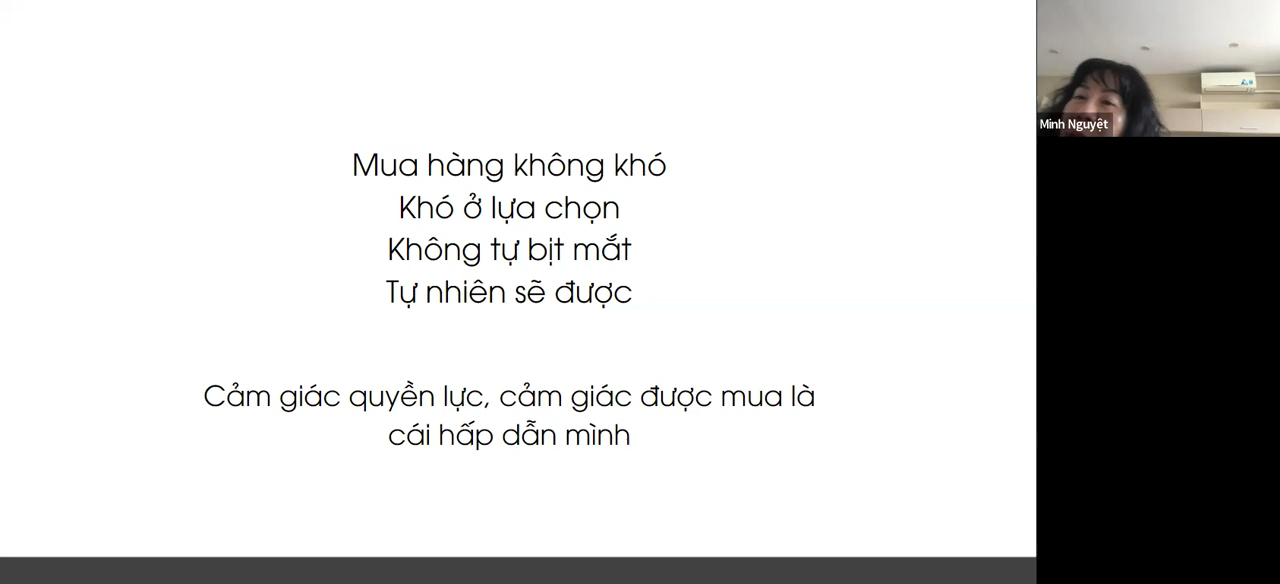 Mua hàng không khó
Khó ở lựa chọn
Không tự bịt mắt
Tự nhiên sẽ được
Cảm giác quyền lực, cảm giác được mua là
cái hấp dẫn mình
Minh Nguyệt